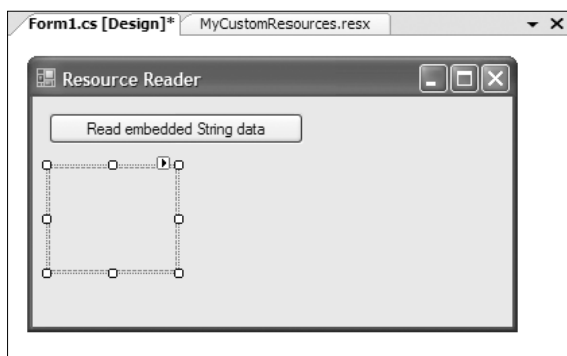 Form1.cs [Design]* MyCustomResources.resx
Resource Reader
Read embedded String data